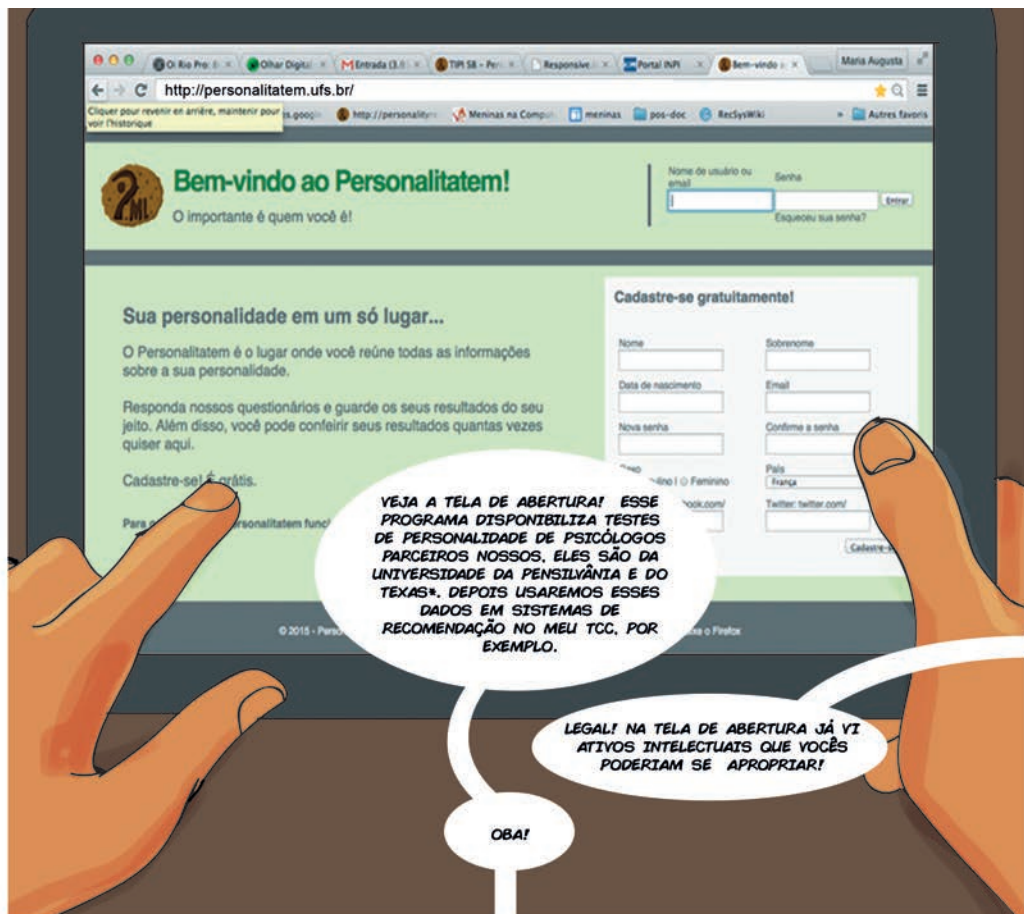 Oi Rio Pro:
Olhar Digital
Entrada (3.8
TIPI S8 - Per
Responsive
Portal INPI
Bem-vindo
Maria Augusta
http://personalitatem.ufs.br/
Cliquer pour revenir en arrière, maintenir pour
voir l'historique
http://personality
Meninas na Comput
meninas
pos-doc
RecSysWiki
»
Autres favoris
?ML
Bem-vindo ao Personalitatem!
O importante é quem você é!
Nome de usuário ou
email
Senha
Entrar
Esqueceu sua senha?
Sua personalidade em um só lugar...
O Personalitatem é o lugar onde você reúne todas as informações
sobre a sua personalidade.
Responda nossos questionários e guarde os seus resultados do seu
jeito. Além disso, você pode confeirir seus resultados quantas vezes
quiser aqui.
Cadastre-se! É grátis.
Cadastre-se gratuitamente!
Nome
Sobrenome
Data de nascimento
Email
Nova senha
Confirme a senha
Feminino
País
França
Twitter: twitter.com/
© 2015 -
o Firefox
VEJA A TELA DE ABERTURA! ESSE
PROGRAMA DISPONIBILIZA TESTES
DE PERSONALIDADE DE PSICÓLOGOS
PARCEIROS NOSSOS. ELES SÃO DA
UNIVERSIDADE DA PENSILVÂNIA E DO
TEXAS*. DEPOIS USAREMOS ESSES
DADOS EM SISTEMAS DE
RECOMENDAÇÃO NO MEU TCC, POR
EXEMPLO.
LEGAL! NA TELA DE ABERTURA JÁ VI
ATIVOS INTELECTUAIS QUE VOCÊS
PODERIAM SE APROPRIAR!
OBA!